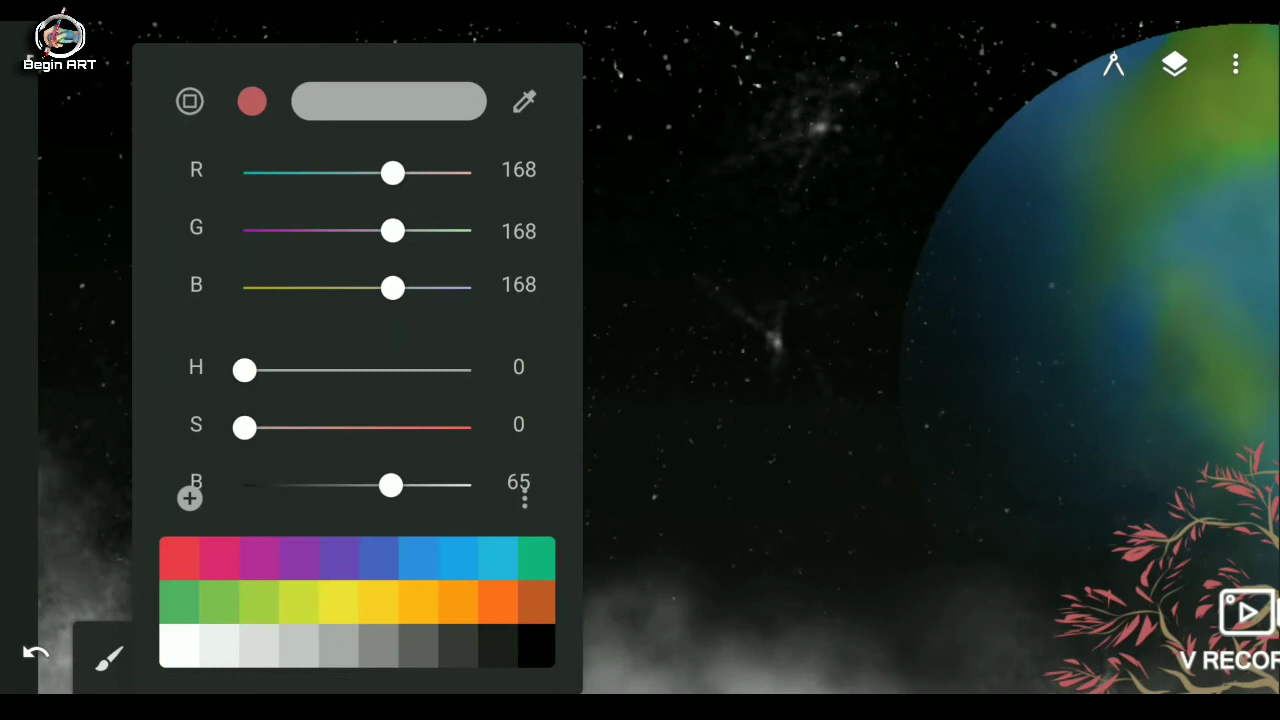 Begin ART
R 168
G 168
B 168
H 0
S 0
B 65
V RECOR